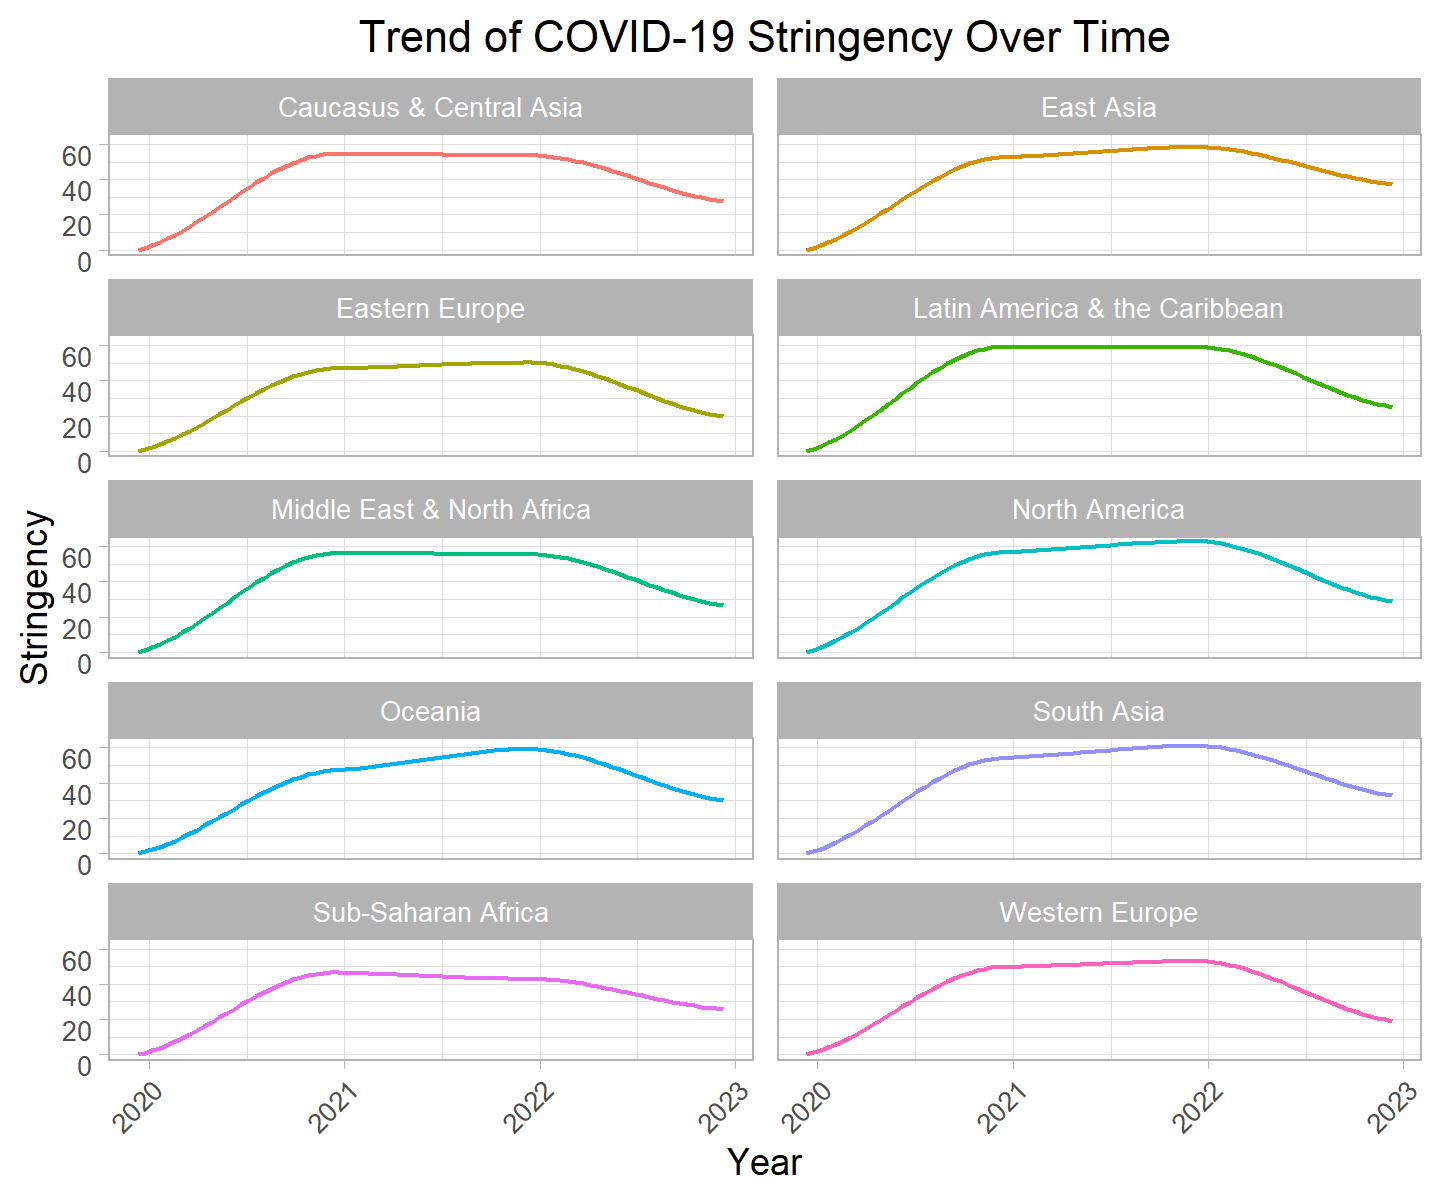 Trend of COVID-19 Stringency Over Time
Caucasus & Central Asia
East Asia
60
40
20
0
Eastern Europe
Latin America & the Caribbean
60
40
20
0
Middle East & North Africa
North America
60
40
20
0
Stringency
Oceania
South Asia
60
40
20
0
Sub-Saharan Africa
Western Europe
60
40
20
0
2020 2021 2022 2023 2020 2021 2022 2023
Year